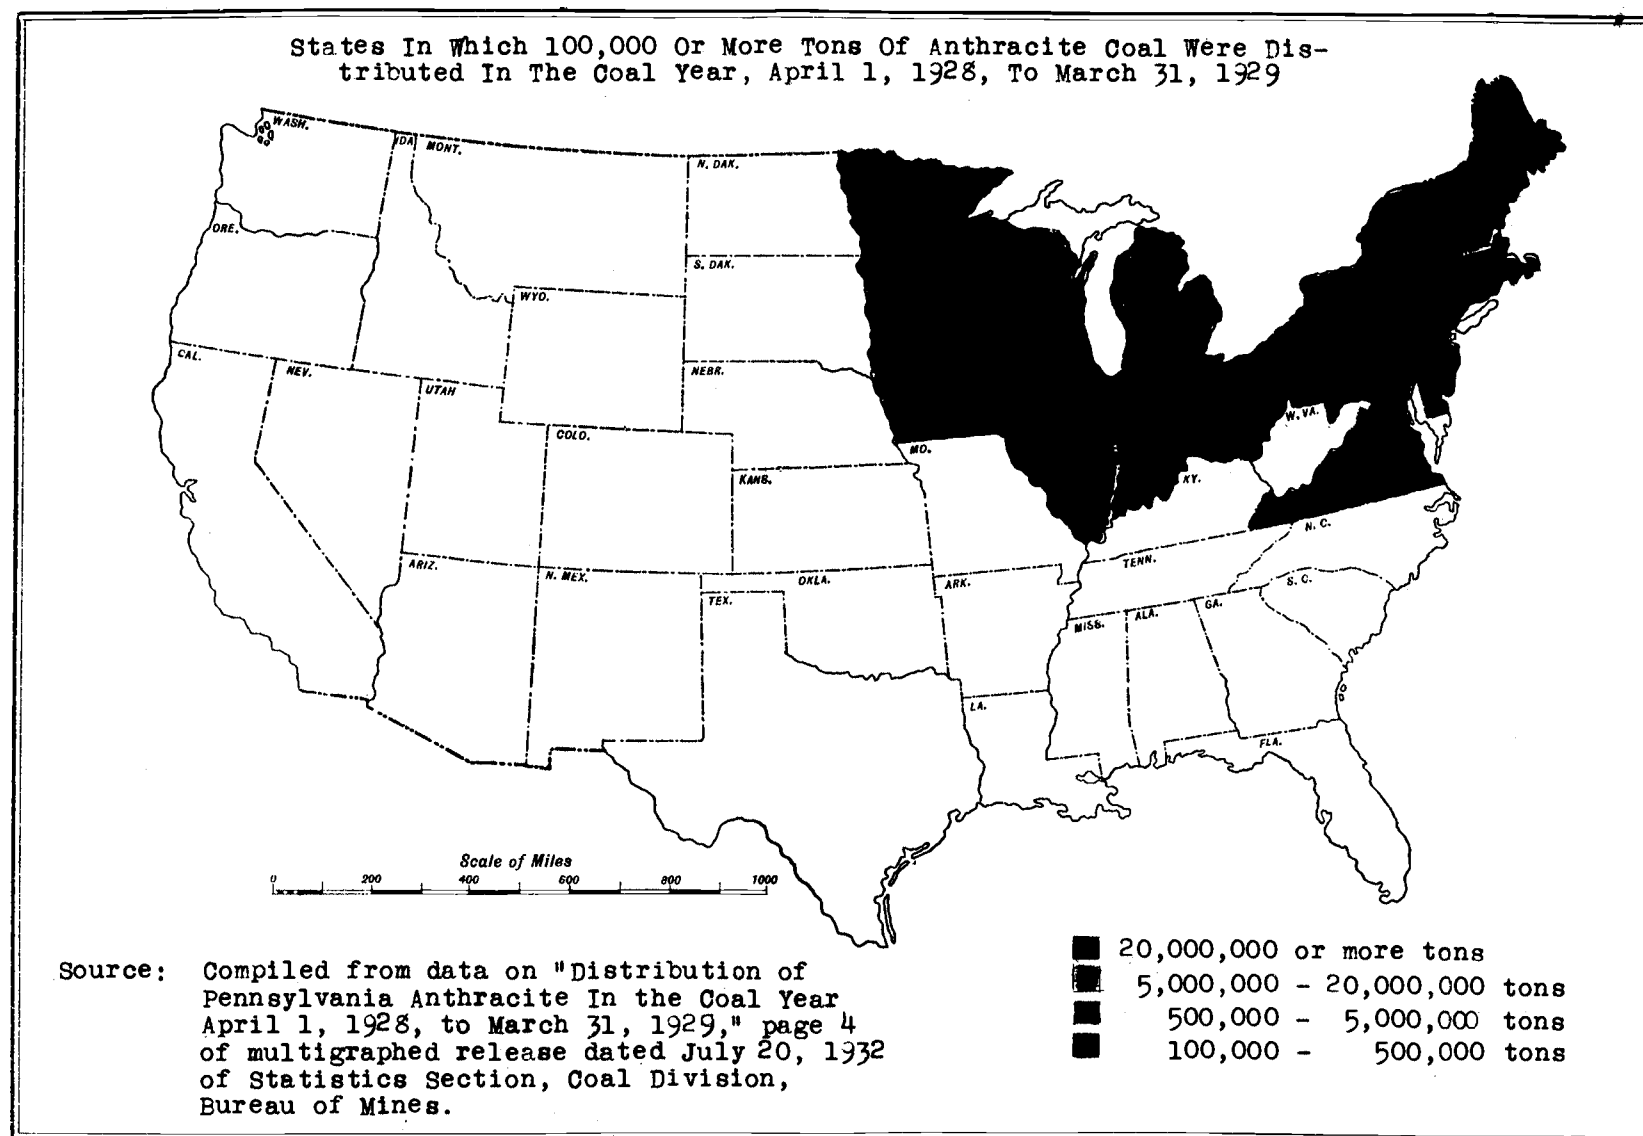 States In Which 100,000 Or More Tons Of Anthracite Coal Were Dis-
tributed In The Coal Year, April 1, 1928, To March 31, 1929
WASH.
IDA
MONT.
N. DAK.
ORE.
S. DAK.
WYO.
CAL.
NEV.
UTAH
NEBR.
W. VA.
COLO.
MO.
KANS.
KY.
N. C.
ARIZ.
N. MEX.
OKLA.
ARK.
TENN.
S. C.
TEX.
MISS.
ALA.
GA.
LA.
FLA.
Scale of Miles
0 200 400 600 800 1000
20,000,000 or more tons
5,000,000 - 20,000,000 tons
500,000 - 5,000,000 tons
100,000 - 500,000 tons
Source: Compiled from data on "Distribution of
Pennsylvania Anthracite In the Coal Year
April 1, 1928, to March 31, 1929," page 4
of multigraphed release dated July 20, 1932
of Statistics Section, Coal Division,
Bureau of Mines.